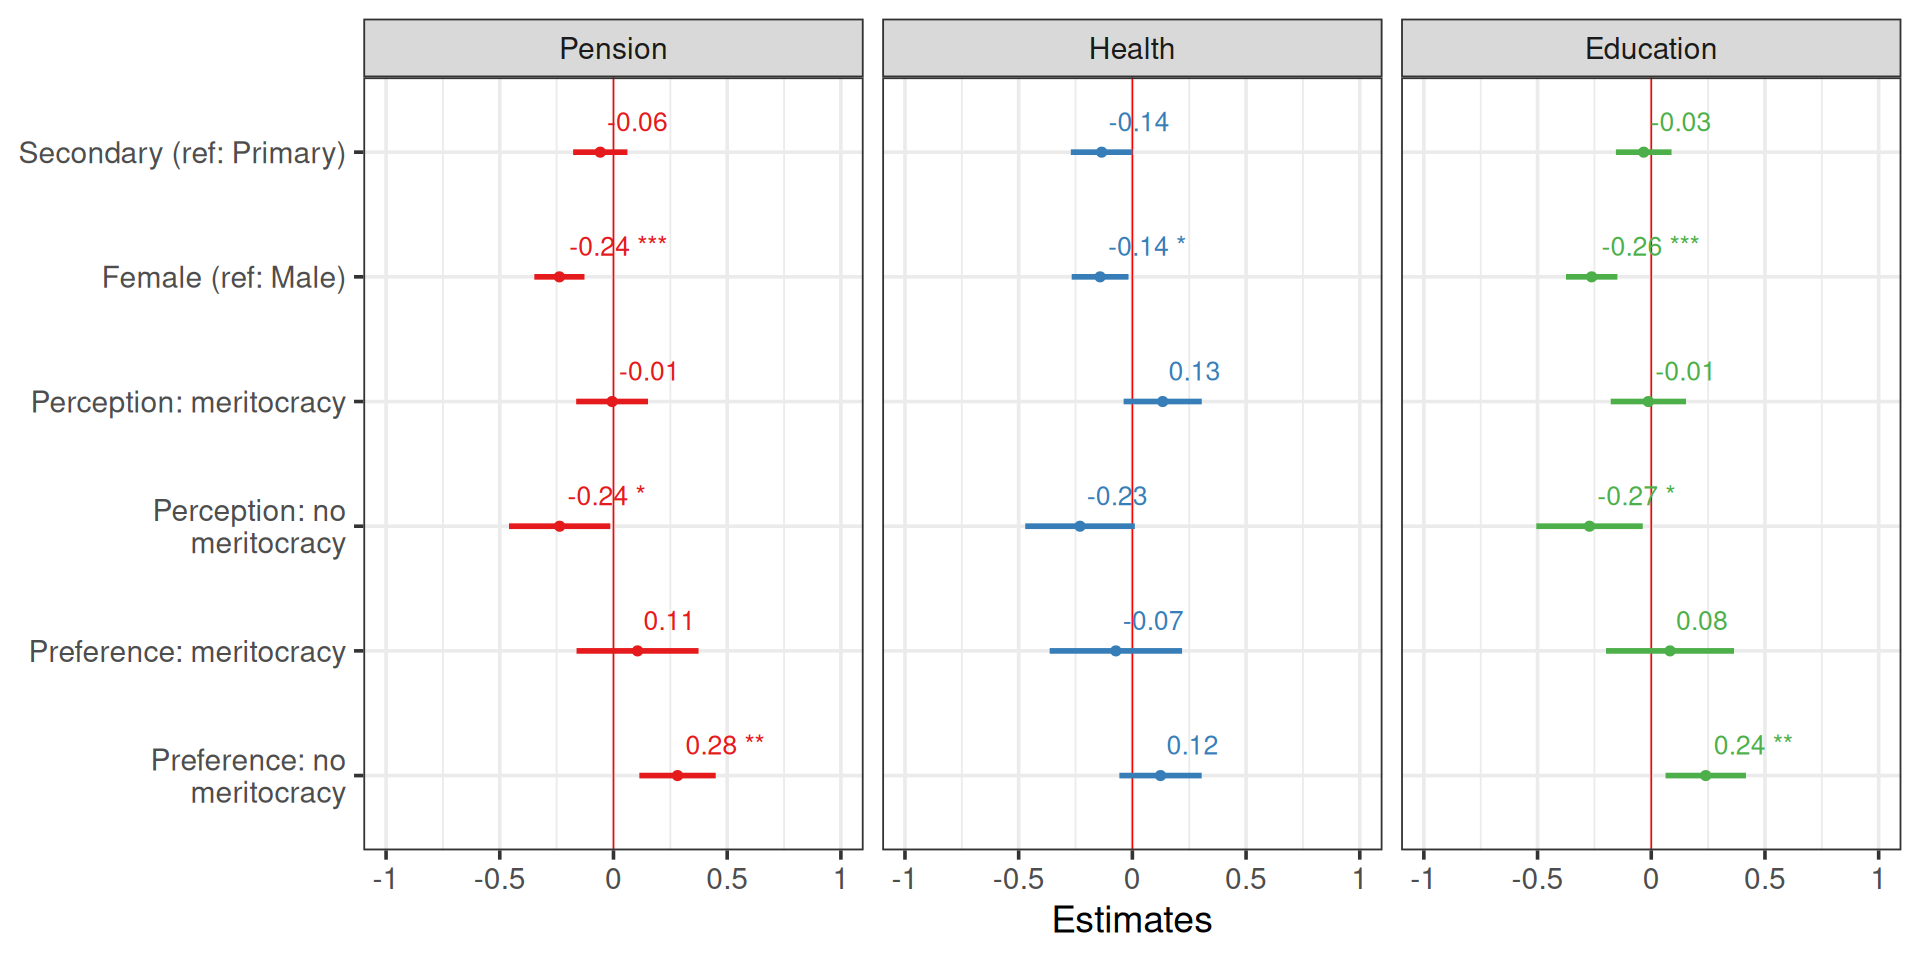 Pension Health Education
Secondary (ref: Primary) -0.06 -0.14 -0.03
Female (ref: Male) -0.24 *** -0.14 * -0.26 ***
Perception: meritocracy -0.01 0.13 -0.01
Perception: no
meritocracy
-0.24 * -0.23 -0.27 *
Preference: meritocracy 0.11 -0.07 0.08
Preference: no
meritocracy
0.28 ** 0.12 0.24 **
-1 -0.5 0 0.5 1 -1 -0.5 0 0.5 1 -1 -0.5 0 0.5 1
Estimates